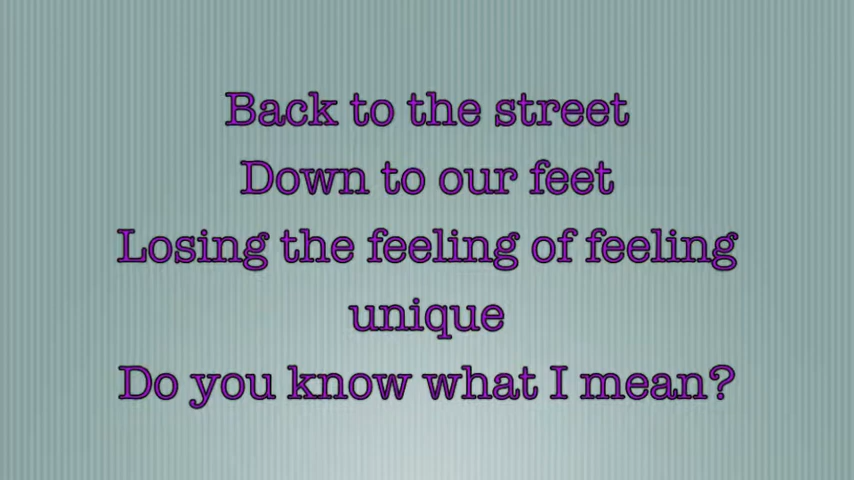 Back to the street
Down to our feet
Losing the feeling of feeling
unique
Do you know what I mean?